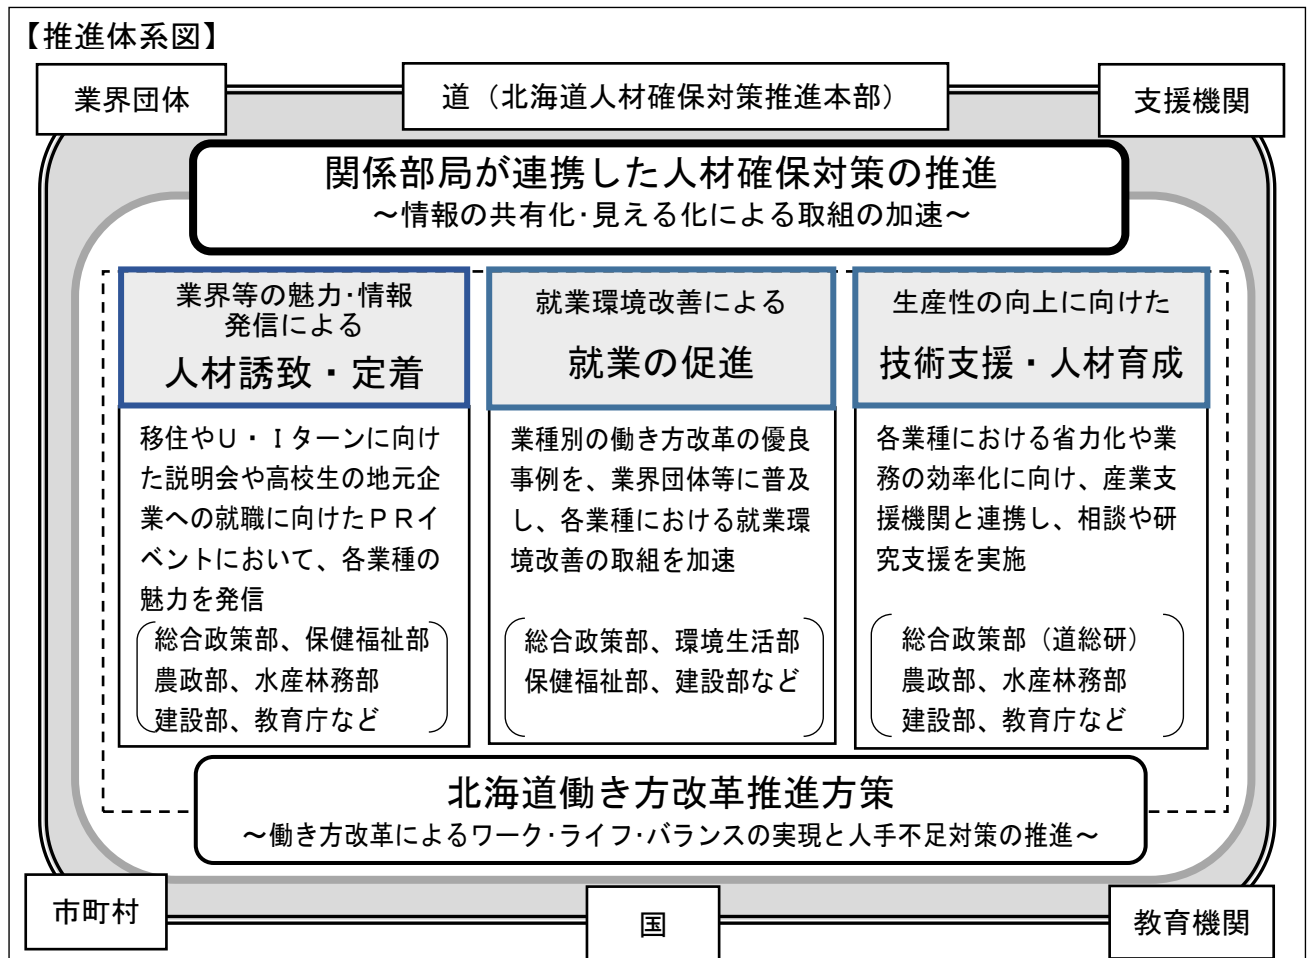 【推進体系図】
業界団体
道（北海道人材確保対策推進本部）
支援機関
関係部局が連携した人材確保対策の推進
～情報の共有化・見える化による取組の加速～
業界等の魅力・情報
発信による
人材誘致・定着
移住やＵ・Ｉターンに向け
た説明会や高校生の地元企
業への就職に向けたＰＲイ
ベントにおいて、各業種の
魅力を発信
総合政策部、保健福祉部
農政部、水産林務部
建設部、教育庁など
就業環境改善による
就業の促進
業種別の働き方改革の優良
事例を、業界団体等に普及
し、各業種における就業環
境改善の取組を加速
総合政策部、環境生活部
保健福祉部、建設部など
生産性の向上に向けた
技術支援・人材育成
各業種における省力化や業
務の効率化に向け、産業支
援機関と連携し、相談や研
究支援を実施
総合政策部（道総研）
農政部、水産林務部
建設部、教育庁など
北海道働き方改革推進方策
～働き方改革によるワーク・ライフ・バランスの実現と人手不足対策の推進～
市町村
国
教育機関